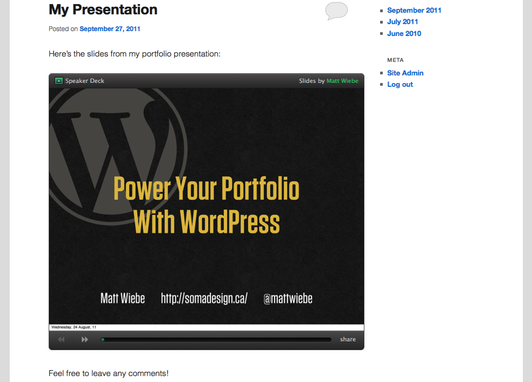 My Presentation
Posted on September 27, 2011
Here's the slides from my portfolio presentation:
Speaker Deck
Slides by Matt Wiebe
Power Your Portfolio
With WordPress
Matt Wiebe http://somadesign.ca/ @mattwiebe
Wednesday, 24 August, 11
share
Feel free to leave any comments!
September 2011
July 2011
June 2010
META
Site Admin
Log out